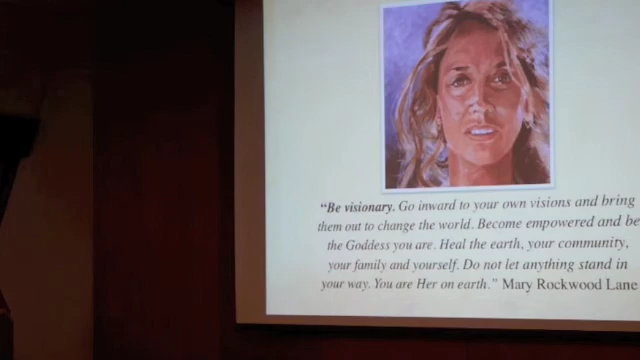 “Be visionary. Go inward to your own visions and bring
them out to change the world. Become empowered and be
the Goddess you are. Heal the earth, your community,
your family and yourself. Do not let anything stand in
your way. You are Her on earth.” Mary Rockwood Lane